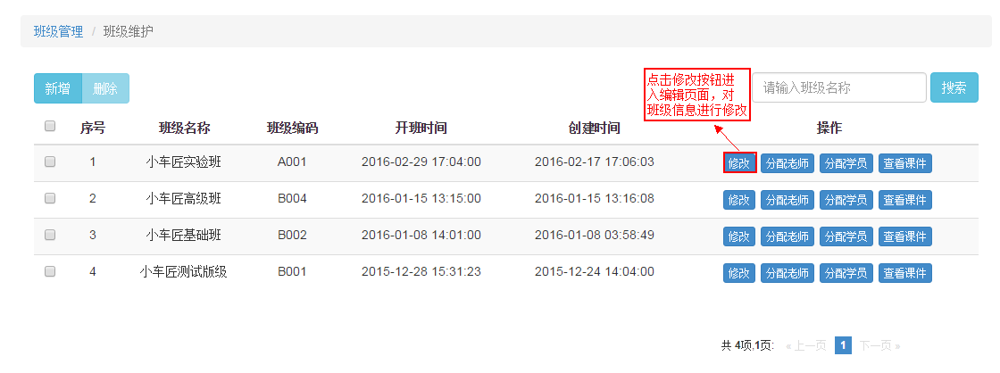 班级管理 / 班级维护
新增 删除
点击修改按钮进
入编辑页面，对
班级信息进行修改
请输入班级名称 搜索
序号 班级名称 班级编码 开班时间 创建时间 操作
1 小车匠实验班 A001 2016-02-29 17:04:00 2016-02-17 17:06:03 修改 分配老师 分配学员 查看课件
2 小车匠高级班 B004 2016-01-15 13:15:00 2016-01-15 13:16:08 修改 分配老师 分配学员 查看课件
3 小车匠基础班 B002 2016-01-08 14:01:00 2016-01-08 03:58:49 修改 分配老师 分配学员 查看课件
4 小车匠测试版级 B001 2015-12-28 15:31:23 2015-12-24 14:04:00 修改 分配老师 分配学员 查看课件
共 4项,1页: « 上一页 1 下一页 »